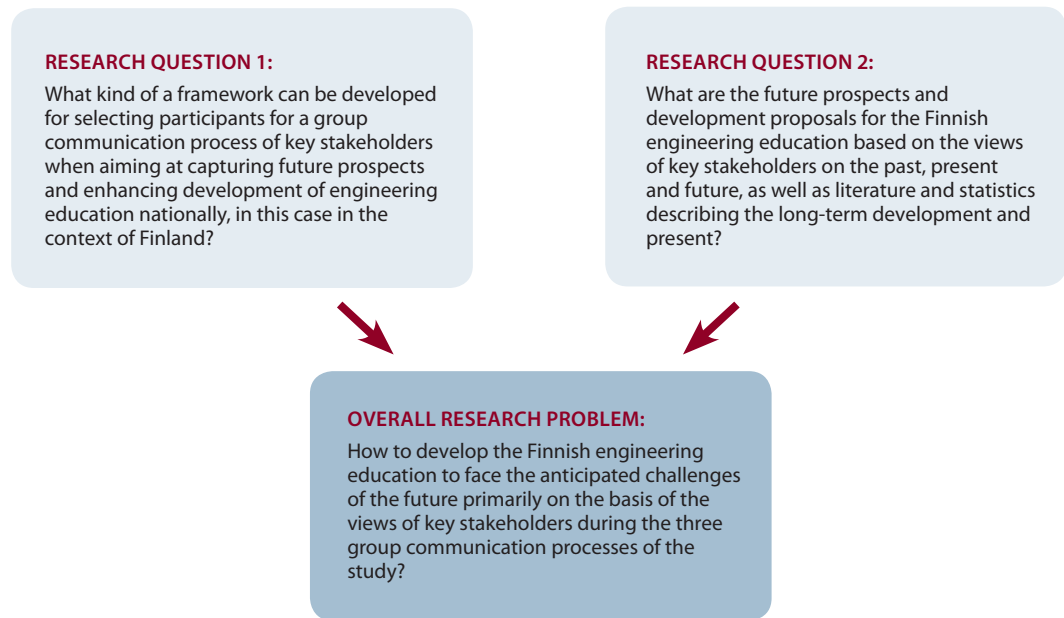 RESEARCH QUESTION 1:
What kind of a framework can be developed
for selecting participants for a group
communication process of key stakeholders
when aiming at capturing future prospects
and enhancing development of engineering
education nationally, in this case in the
context of Finland?
RESEARCH QUESTION 2:
What are the future prospects and
development proposals for the Finnish
engineering education based on the views
of key stakeholders on the past, present
and future, as well as literature and statistics
describing the long-term development and
present?
OVERALL RESEARCH PROBLEM:
How to develop the Finnish engineering
education to face the anticipated challenges
of the future primarily on the basis of the
views of key stakeholders during the three
group communication processes of the
study?